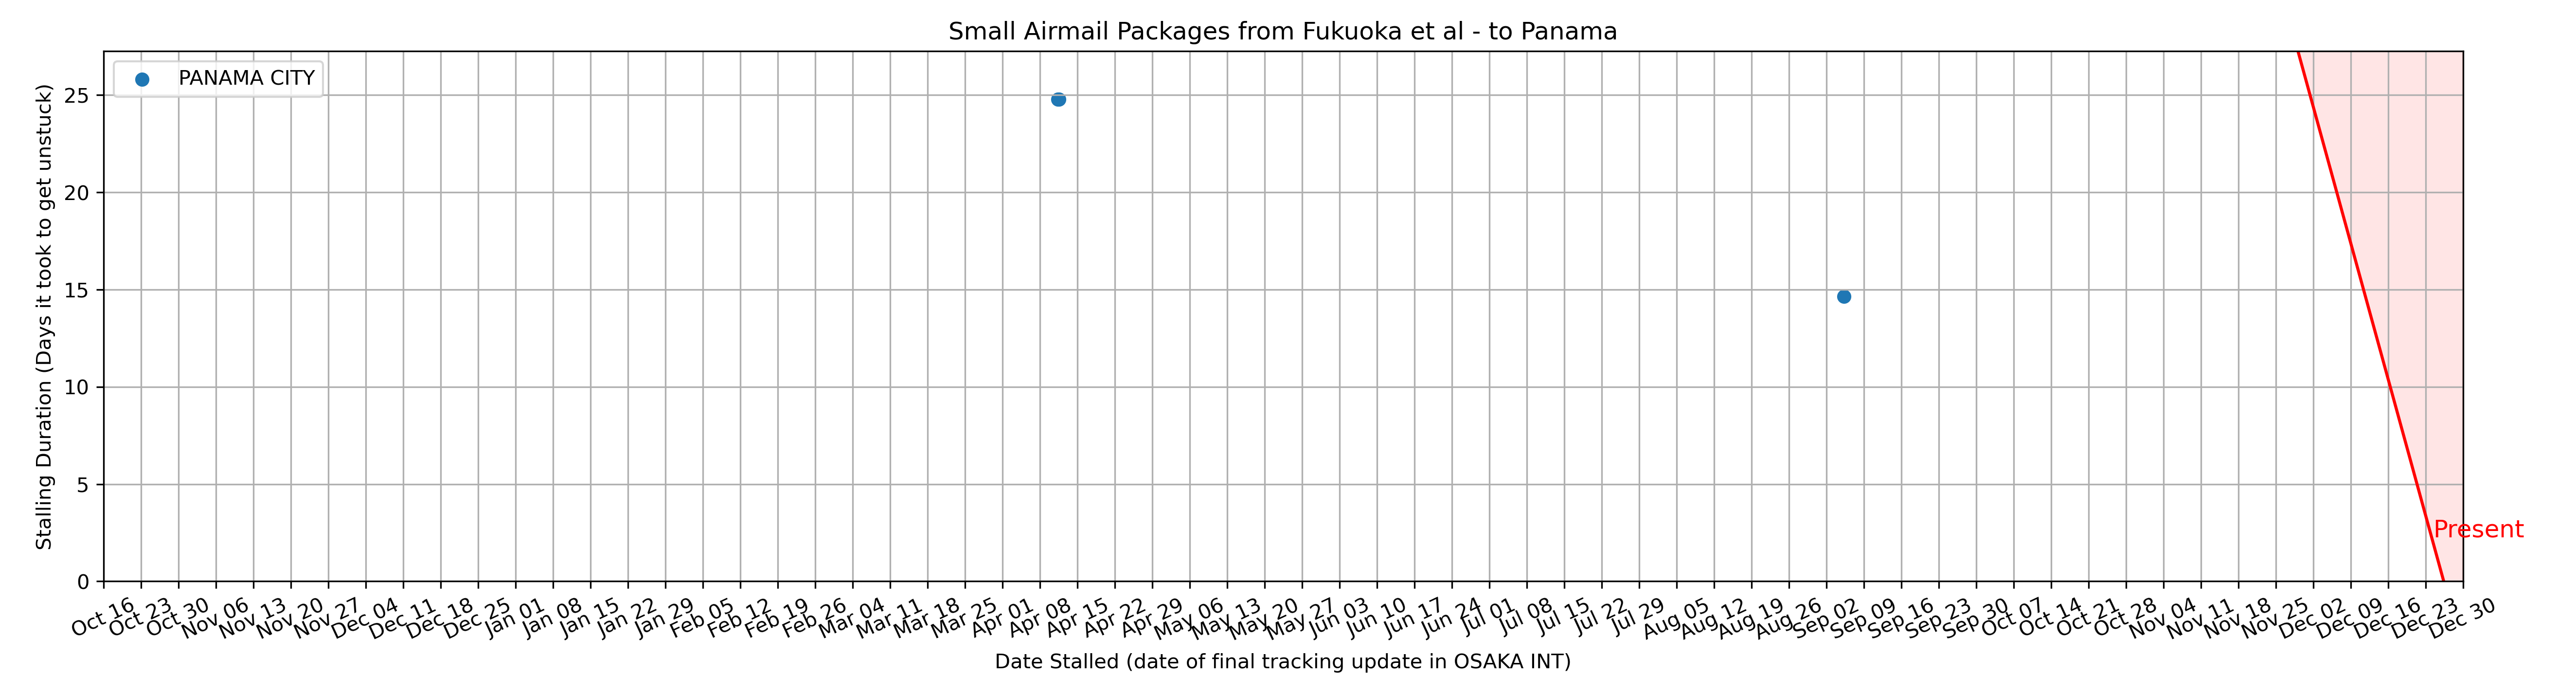 Small Airmail Packages from Fukuoka et al - to Panama
PANAMA CITY
Stalling Duration (Days it took to get unstuck)
25
20
15
10
5
0
Present
Oct 16
Oct 23
Oct 30
Nov 06
Nov 13
Nov 20
Nov 27
Dec 04
Dec 11
Dec 18
Dec 25
Jan 01
Jan 08
Jan 15
Jan 22
Jan 29
Feb 05
Feb 12
Feb 19
Feb 26
Mar 04
Mar 11
Mar 18
Mar 25
Apr 01
Apr 08
Apr 15
Apr 22
Apr 29
May 06
May 13
May 20
May 27
Jun 03
Jun 10
Jun 17
Jun 24
Jul 01
Jul 08
Jul 15
Jul 22
Jul 29
Aug 05
Aug 12
Aug 19
Aug 26
Sep 02
Sep 09
Sep 16
Sep 23
Sep 30
Oct 07
Oct 14
Oct 21
Oct 28
Nov 04
Nov 11
Nov 18
Nov 25
Dec 02
Dec 09
Dec 16
Dec 23
Dec 30
Date Stalled (date of final tracking update in OSAKA INT)